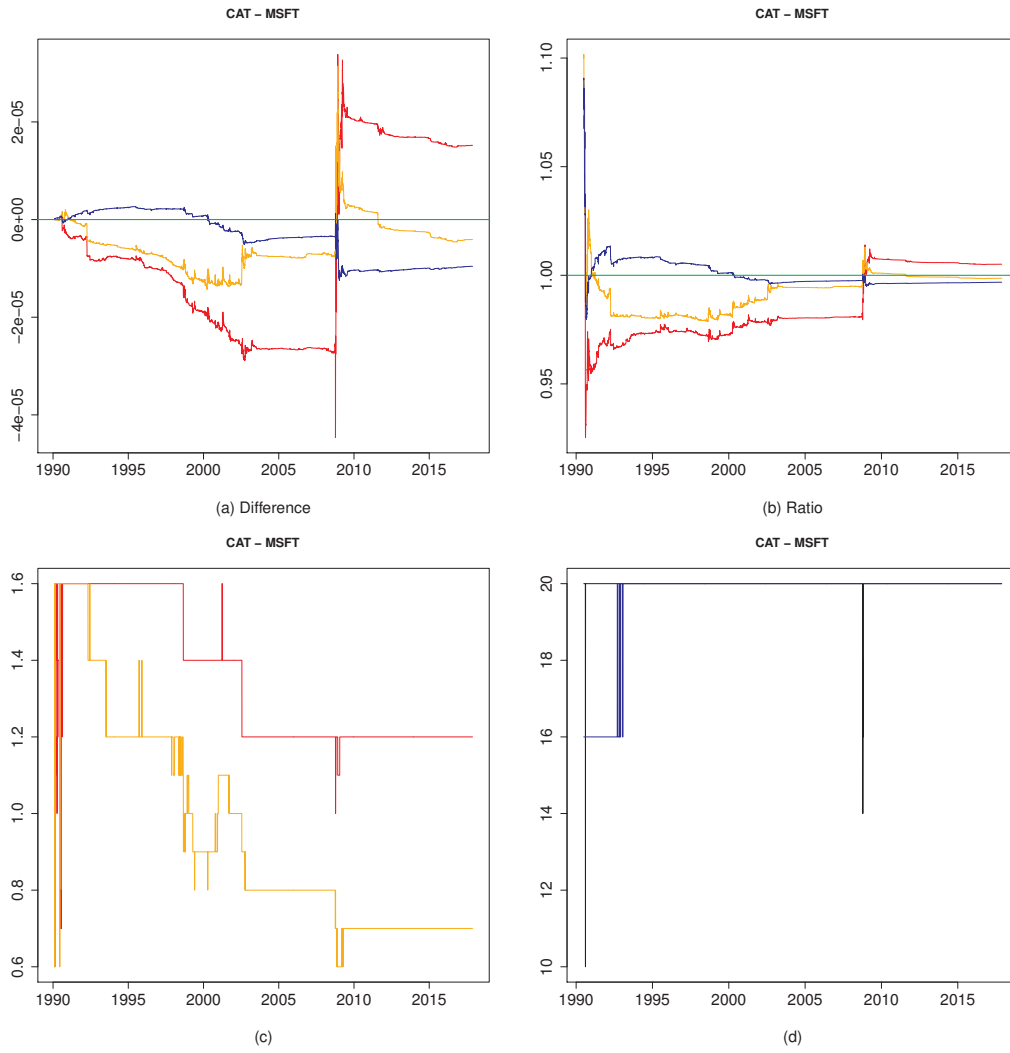 CAT − MSFT
2e−05
0e+00
−2e−05
−4e−05
1990 1995 2000 2005 2010 2015
(a) Difference
CAT − MSFT
1.10
1.05
1.00
0.95
1990 1995 2000 2005 2010 2015
(b) Ratio
CAT − MSFT
1.6
1.4
1.2
1.0
0.8
0.6
1990 1995 2000 2005 2010 2015
(c)
CAT − MSFT
20
18
16
14
12
10
1990 1995 2000 2005 2010 2015
(d)